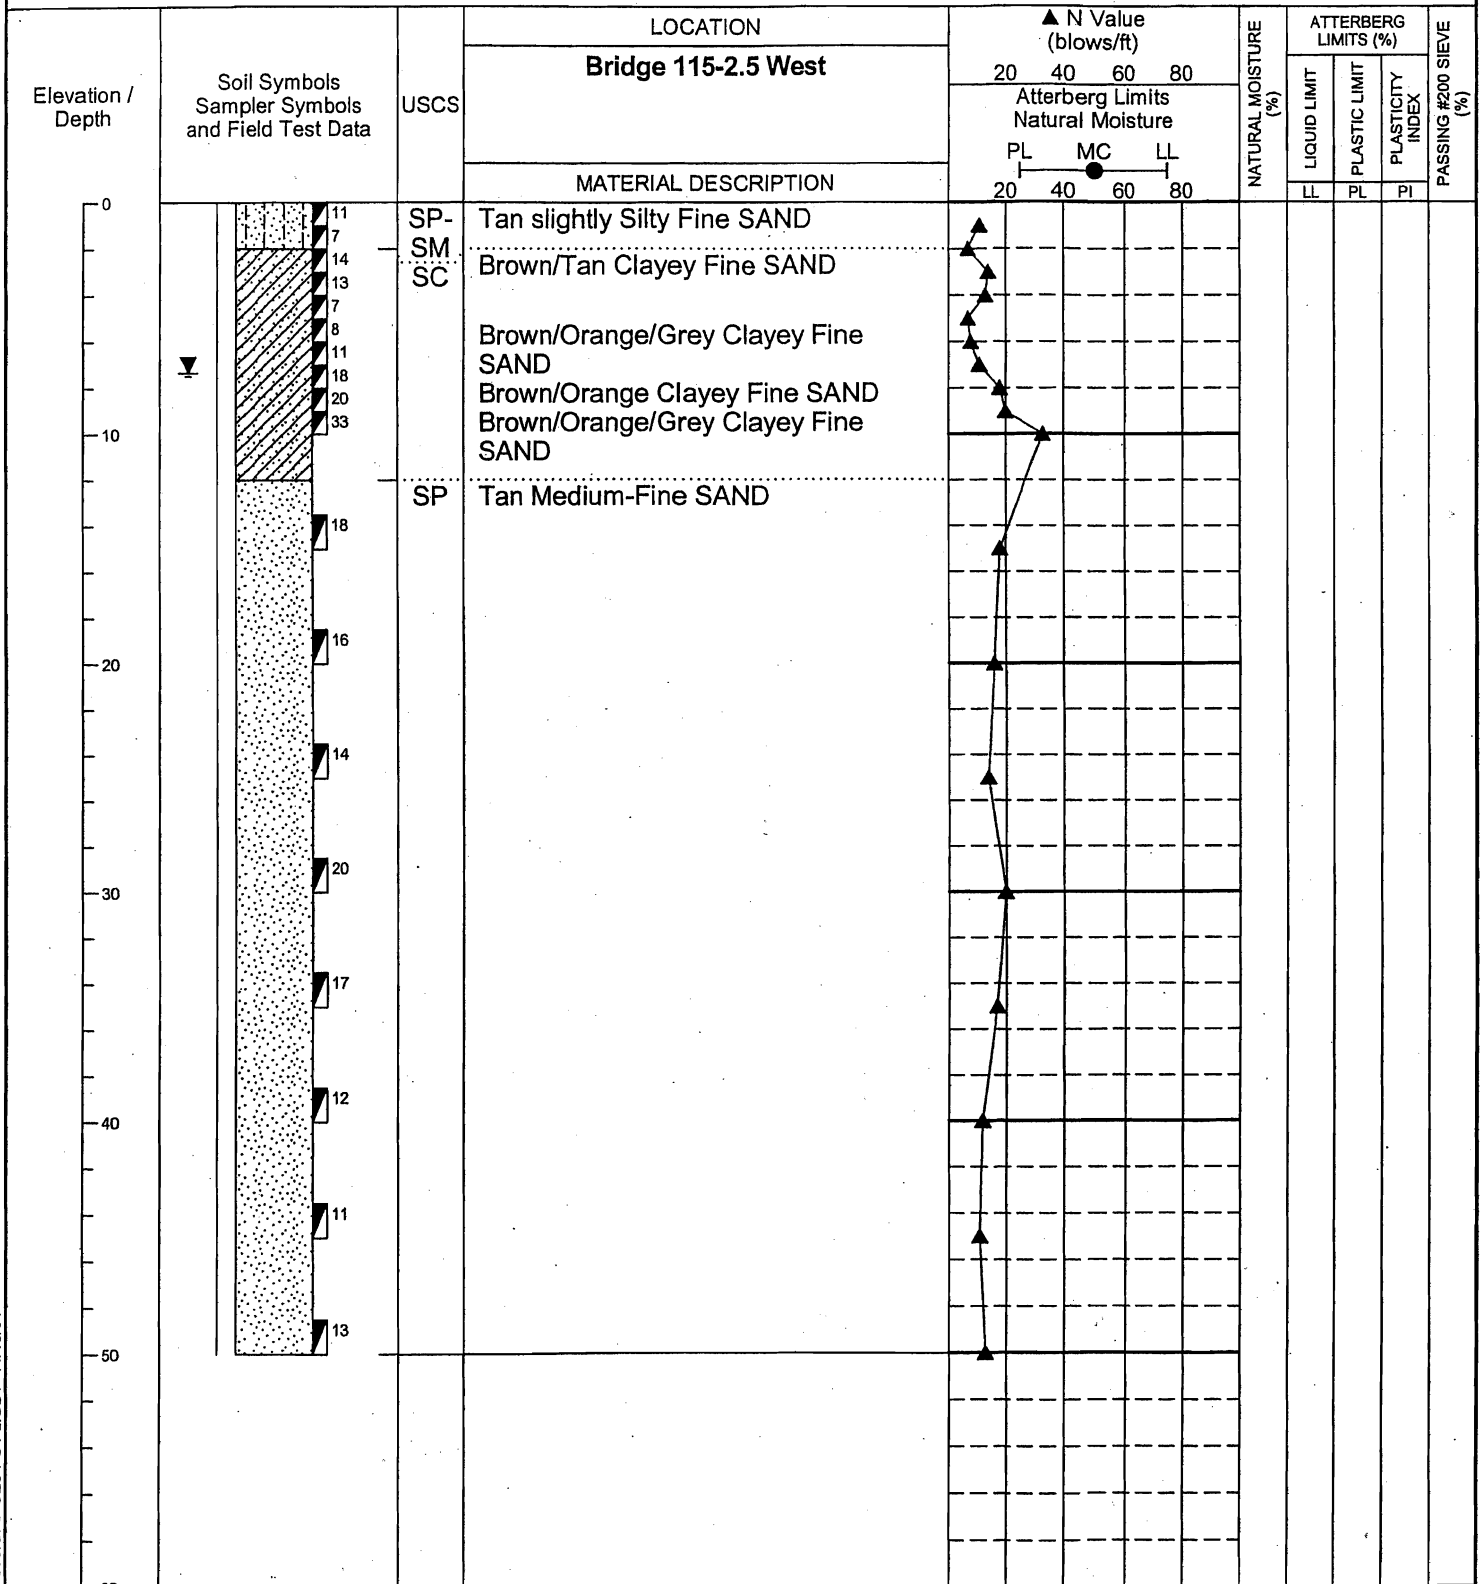 Elevation /
Depth
Soil Symbols
Sampler Symbols
and Field Test Data
USCS
LOCATION
Bridge 115-2.5 West
MATERIAL DESCRIPTION
▲ N Value
(blows/ft)
20 40 60 80
Atterberg Limits
Natural Moisture
PL MC LL
20 40 60 80
NATURAL MOISTURE
(%)
ATTERBERG
LIMITS (%)
LIQUID LIMIT
PLASTIC LIMIT
PLASTICITY
INDEX
LL PL PI
PASSING #200 SIEVE
(%)
0
11
SP-
SM
Tan slightly Silty Fine SAND
7
14
SC
Brown/Tan Clayey Fine SAND
13
7
8
Brown/Orange/Grey Clayey Fine
SAND
11
18
Brown/Orange Clayey Fine SAND
20
33
Brown/Orange/Grey Clayey Fine
SAND
10
SP
Tan Medium-Fine SAND
18
16
20
14
20
30
17
12
40
11
13
50